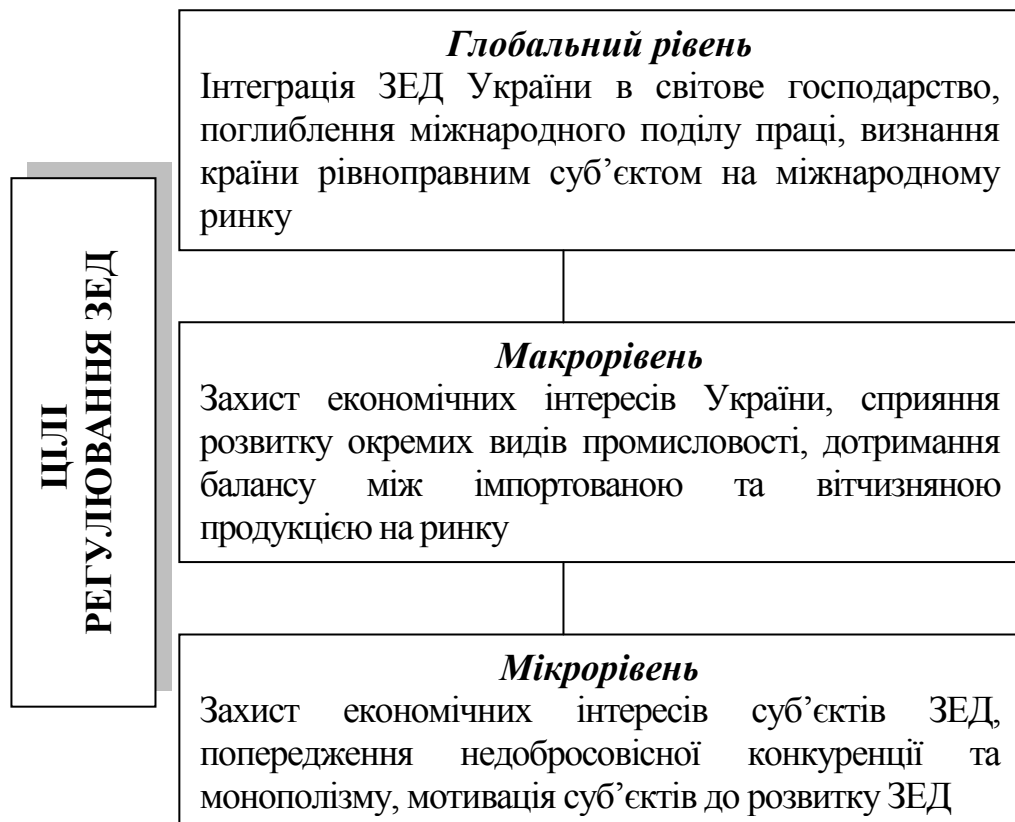 ЦІЛІ
РЕГУЛЮВАННЯ ЗЕД
Глобальний рівень
Інтеграція ЗЕД України в світове господарство,
поглиблення міжнародного поділу праці, визнання
країни рівноправним суб’єктом на міжнародному
ринку
Макрорівень
Захист економічних інтересів України, сприяння
розвитку окремих видів промисловості, дотримання
балансу між імпортованою та вітчизняною
продукцією на ринку
Мікрорівень
Захист економічних інтересів суб’єктів ЗЕД,
попередження недобросовісної конкуренції та
монополізму, мотивація суб’єктів до розвитку ЗЕД